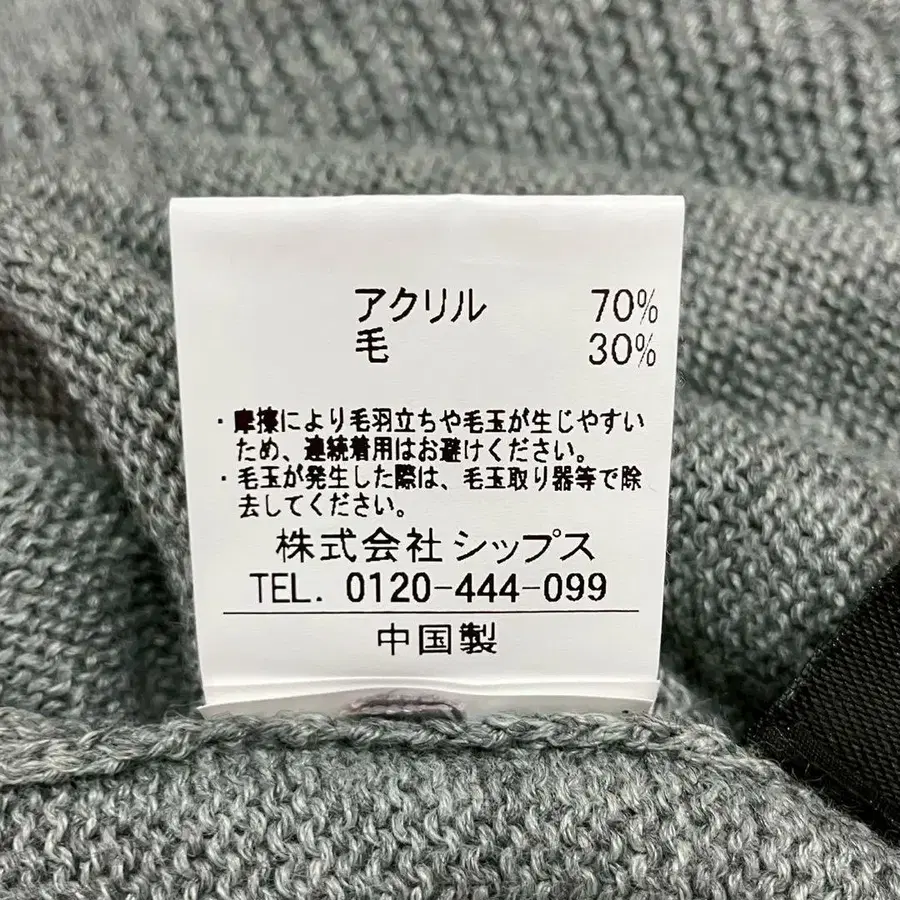 アクリル 70%
毛 30%
・摩擦により毛羽立ちや毛玉が生じやすい
ため、連続着用はお避けください。
・毛玉が発生した際は、毛玉取り器等で除
去してください。
株式会社シップス
TEL. 0120-444-099
中国製